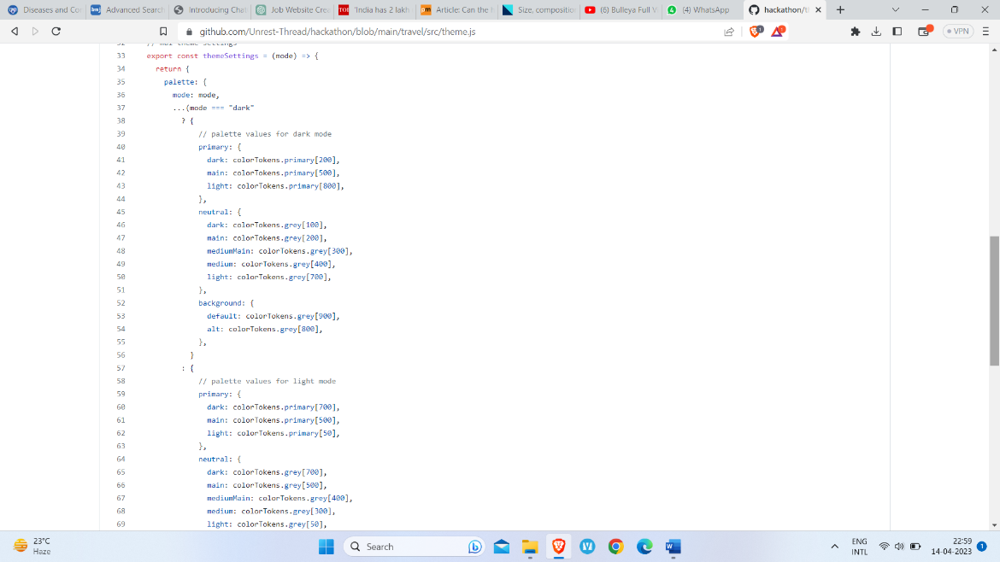 Diseases and Co
Advanced Search
Introducing Chat
Job Website Crea
"India has 2 lakh
Article: Can the
Size, composition
(6) Bulleya Full V
(4) WhatsApp
hackathon/t
github.com/Unrest-Thread/hackathon/blob/main/travel/src/theme.js
VPN
32 // mui theme settings
33 export const themeSettings = (mode) => {
34 return {
35 palette: {
36 mode: mode,
37 ...(mode === "dark"
38 ? {
39 // palette values for dark mode
40 primary: {
41 dark: colorTokens.primary[200],
42 main: colorTokens.primary[500],
43 light: colorTokens.primary[800],
44 },
45 neutral: {
46 dark: colorTokens.grey[100],
47 main: colorTokens.grey[200],
48 mediumMain: colorTokens.grey[300],
49 medium: colorTokens.grey[400],
50 light: colorTokens.grey[700],
51 },
52 background: {
53 default: colorTokens.grey[900],
54 alt: colorTokens.grey[800],
55 },
56 }
57 : {
58 // palette values for light mode
59 primary: {
60 dark: colorTokens.primary[700],
61 main: colorTokens.primary[500],
62 light: colorTokens.primary[50],
63 },
64 neutral: {
65 dark: colorTokens.grey[700],
66 main: colorTokens.grey[500],
67 mediumMain: colorTokens.grey[400],
68 medium: colorTokens.grey[300],
69 light: colorTokens.grey[50],
23°C
Haze
Search
ENG
INTL
22:59
14-04-2023
1